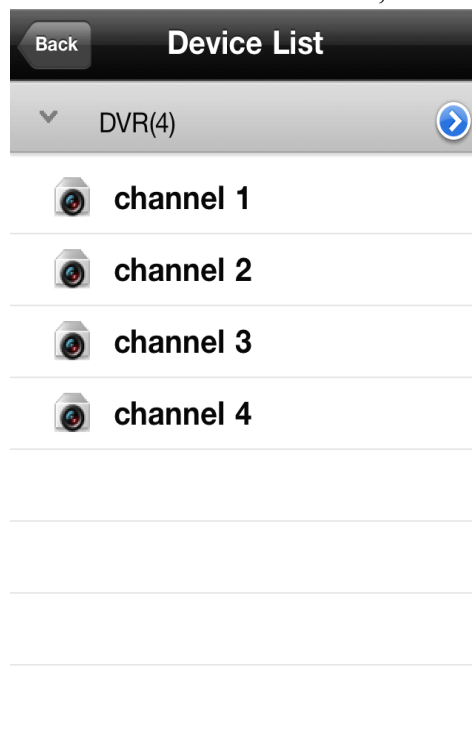 Back
Device List
DVR(4)
channel 1
channel 2
channel 3
channel 4